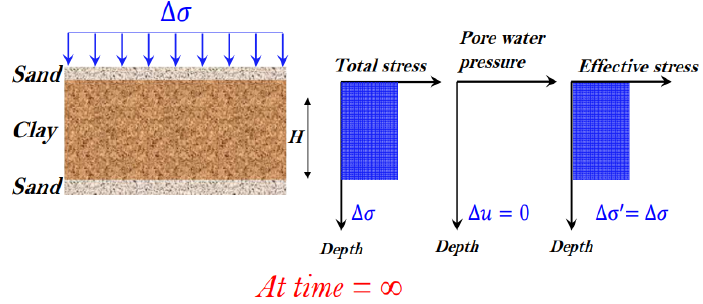 Δσ
Sand
Clay
Sand
H
Total stress
Pore water
pressure
Effective stress
Δσ
Δu = 0
Δσ′= Δσ
Depth
Depth
Depth
At time = ∞